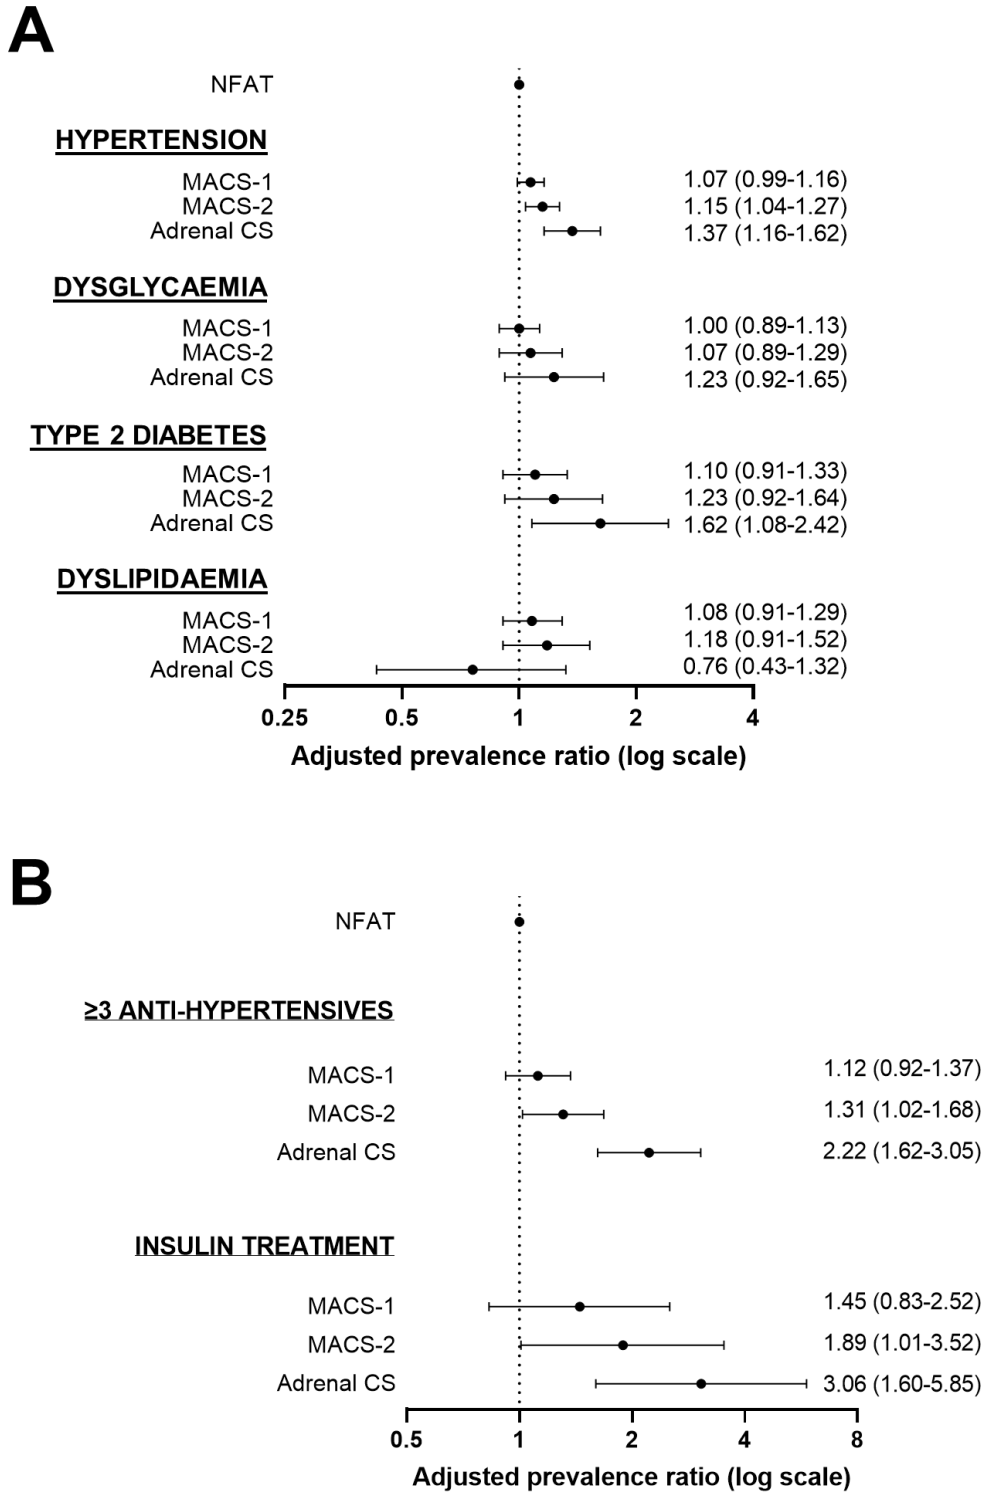 A
NFAT
HYPERTENSION
MACS-1 1.07 (0.99-1.16)
MACS-2 1.15 (1.04-1.27)
Adrenal CS 1.37 (1.16-1.62)
DYSGLYCAEMIA
MACS-1 1.00 (0.89-1.13)
MACS-2 1.07 (0.89-1.29)
Adrenal CS 1.23 (0.92-1.65)
TYPE 2 DIABETES
MACS-1 1.10 (0.91-1.33)
MACS-2 1.23 (0.92-1.64)
Adrenal CS 1.62 (1.08-2.42)
DYSLIPIDAEMIA
MACS-1 1.08 (0.91-1.29)
MACS-2 1.18 (0.91-1.52)
Adrenal CS 0.76 (0.43-1.32)
0.25 0.5 1 2 4
Adjusted prevalence ratio (log scale)
B
NFAT
≥3 ANTI-HYPERTENSIVES
MACS-1 1.12 (0.92-1.37)
MACS-2 1.31 (1.02-1.68)
Adrenal CS 2.22 (1.62-3.05)
INSULIN TREATMENT
MACS-1 1.45 (0.83-2.52)
MACS-2 1.89 (1.01-3.52)
Adrenal CS 3.06 (1.60-5.85)
0.5 1 2 4 8
Adjusted prevalence ratio (log scale)